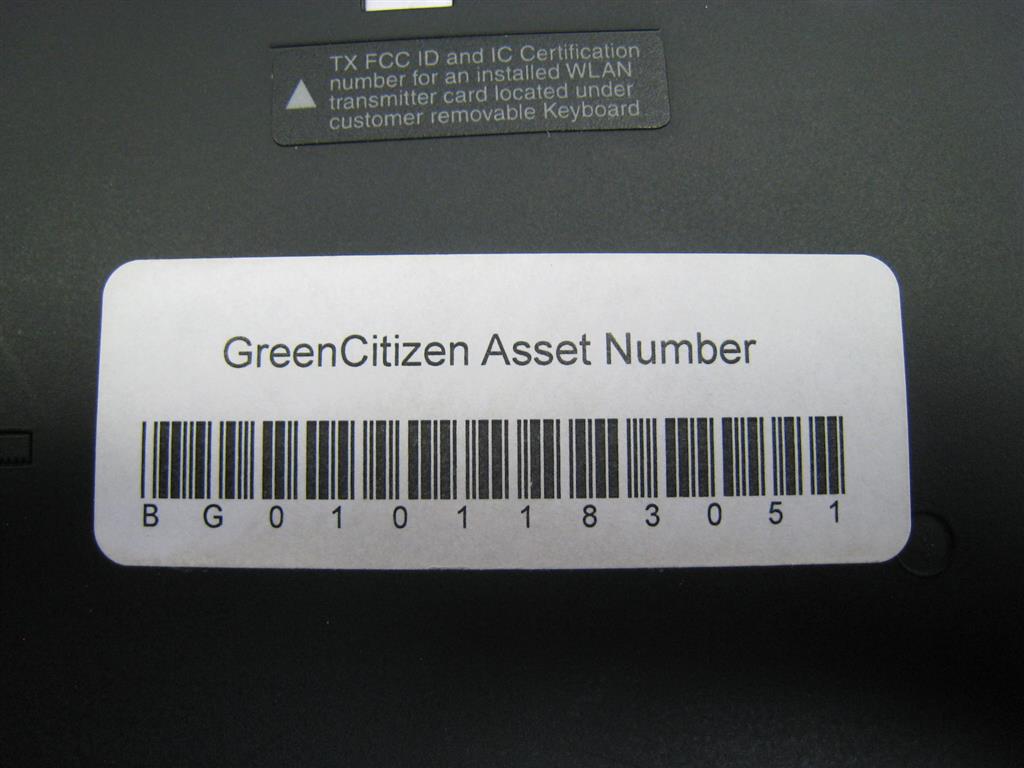 TX FCC ID and IC Certification
number for an installed WLAN
transmitter card located under
customer removable Keyboard
GreenCitizen Asset Number
BG0101183051